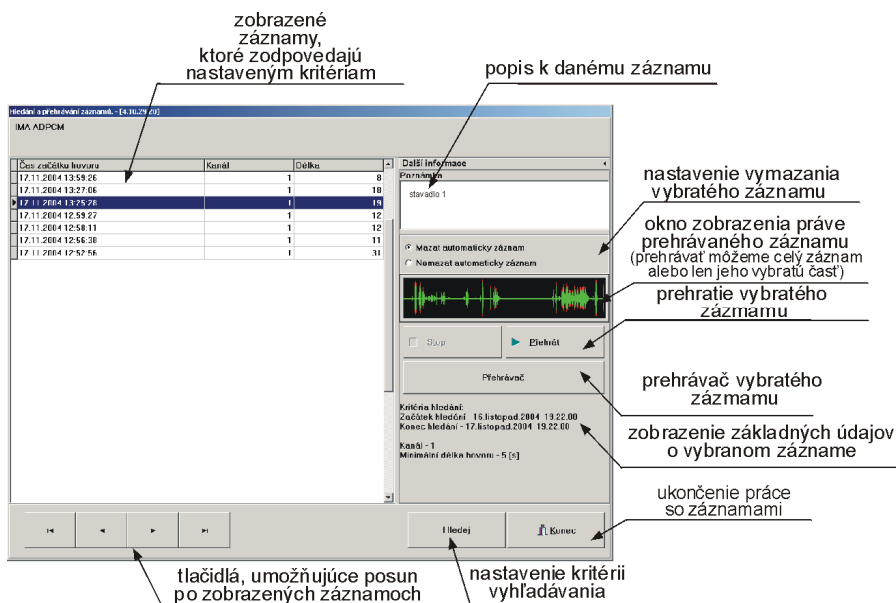 zobrazené
záznamy,
ktoré zodpovedajú
nastaveným kritériam
popis k danému záznamu
Hledání a přehrávání záznamů. - [4.10.29.20]
IMA ADPCM
Čas začátku hovoru Kanál Délka
17.11.2004 13:59:26 1 8
17.11.2004 13:27:06 1 18
17.11.2004 13:25:28 1 19
17.11.2004 12:59:27 1 12
17.11.2004 12:58:11 1 12
17.11.2004 12:56:38 1 11
17.11.2004 12:52:56 1 31
Další informace
Poznámka
stavadlo 1
Mazat automaticky záznam
Nemazat automaticky záznam
Stop Přehrát
Přehrávač
Kritéria hledání:
Začátek hledání - 16.listopad.2004 19.22.00
Konec hledání - 17.listopad.2004 19.22.00
Kanál - 1
Minimální délka hovoru - 5 [s]
Hledej Konec
nastavenie vymazania
vybratého záznamu
okno zobrazenia práve
prehrávaného záznamu
(prehrávať môžeme celý záznam
alebo len jeho vybratú časť)
prehratie vybratého
zázmamu
prehrávač vybratého
zázmamu
zobrazenie základných údajov
o vybranom zázname
ukončenie práce
so záznamami
tlačidlá, umožňujúce posun
po zobrazených záznamoch
nastavenie kritérii
vyhľadávania